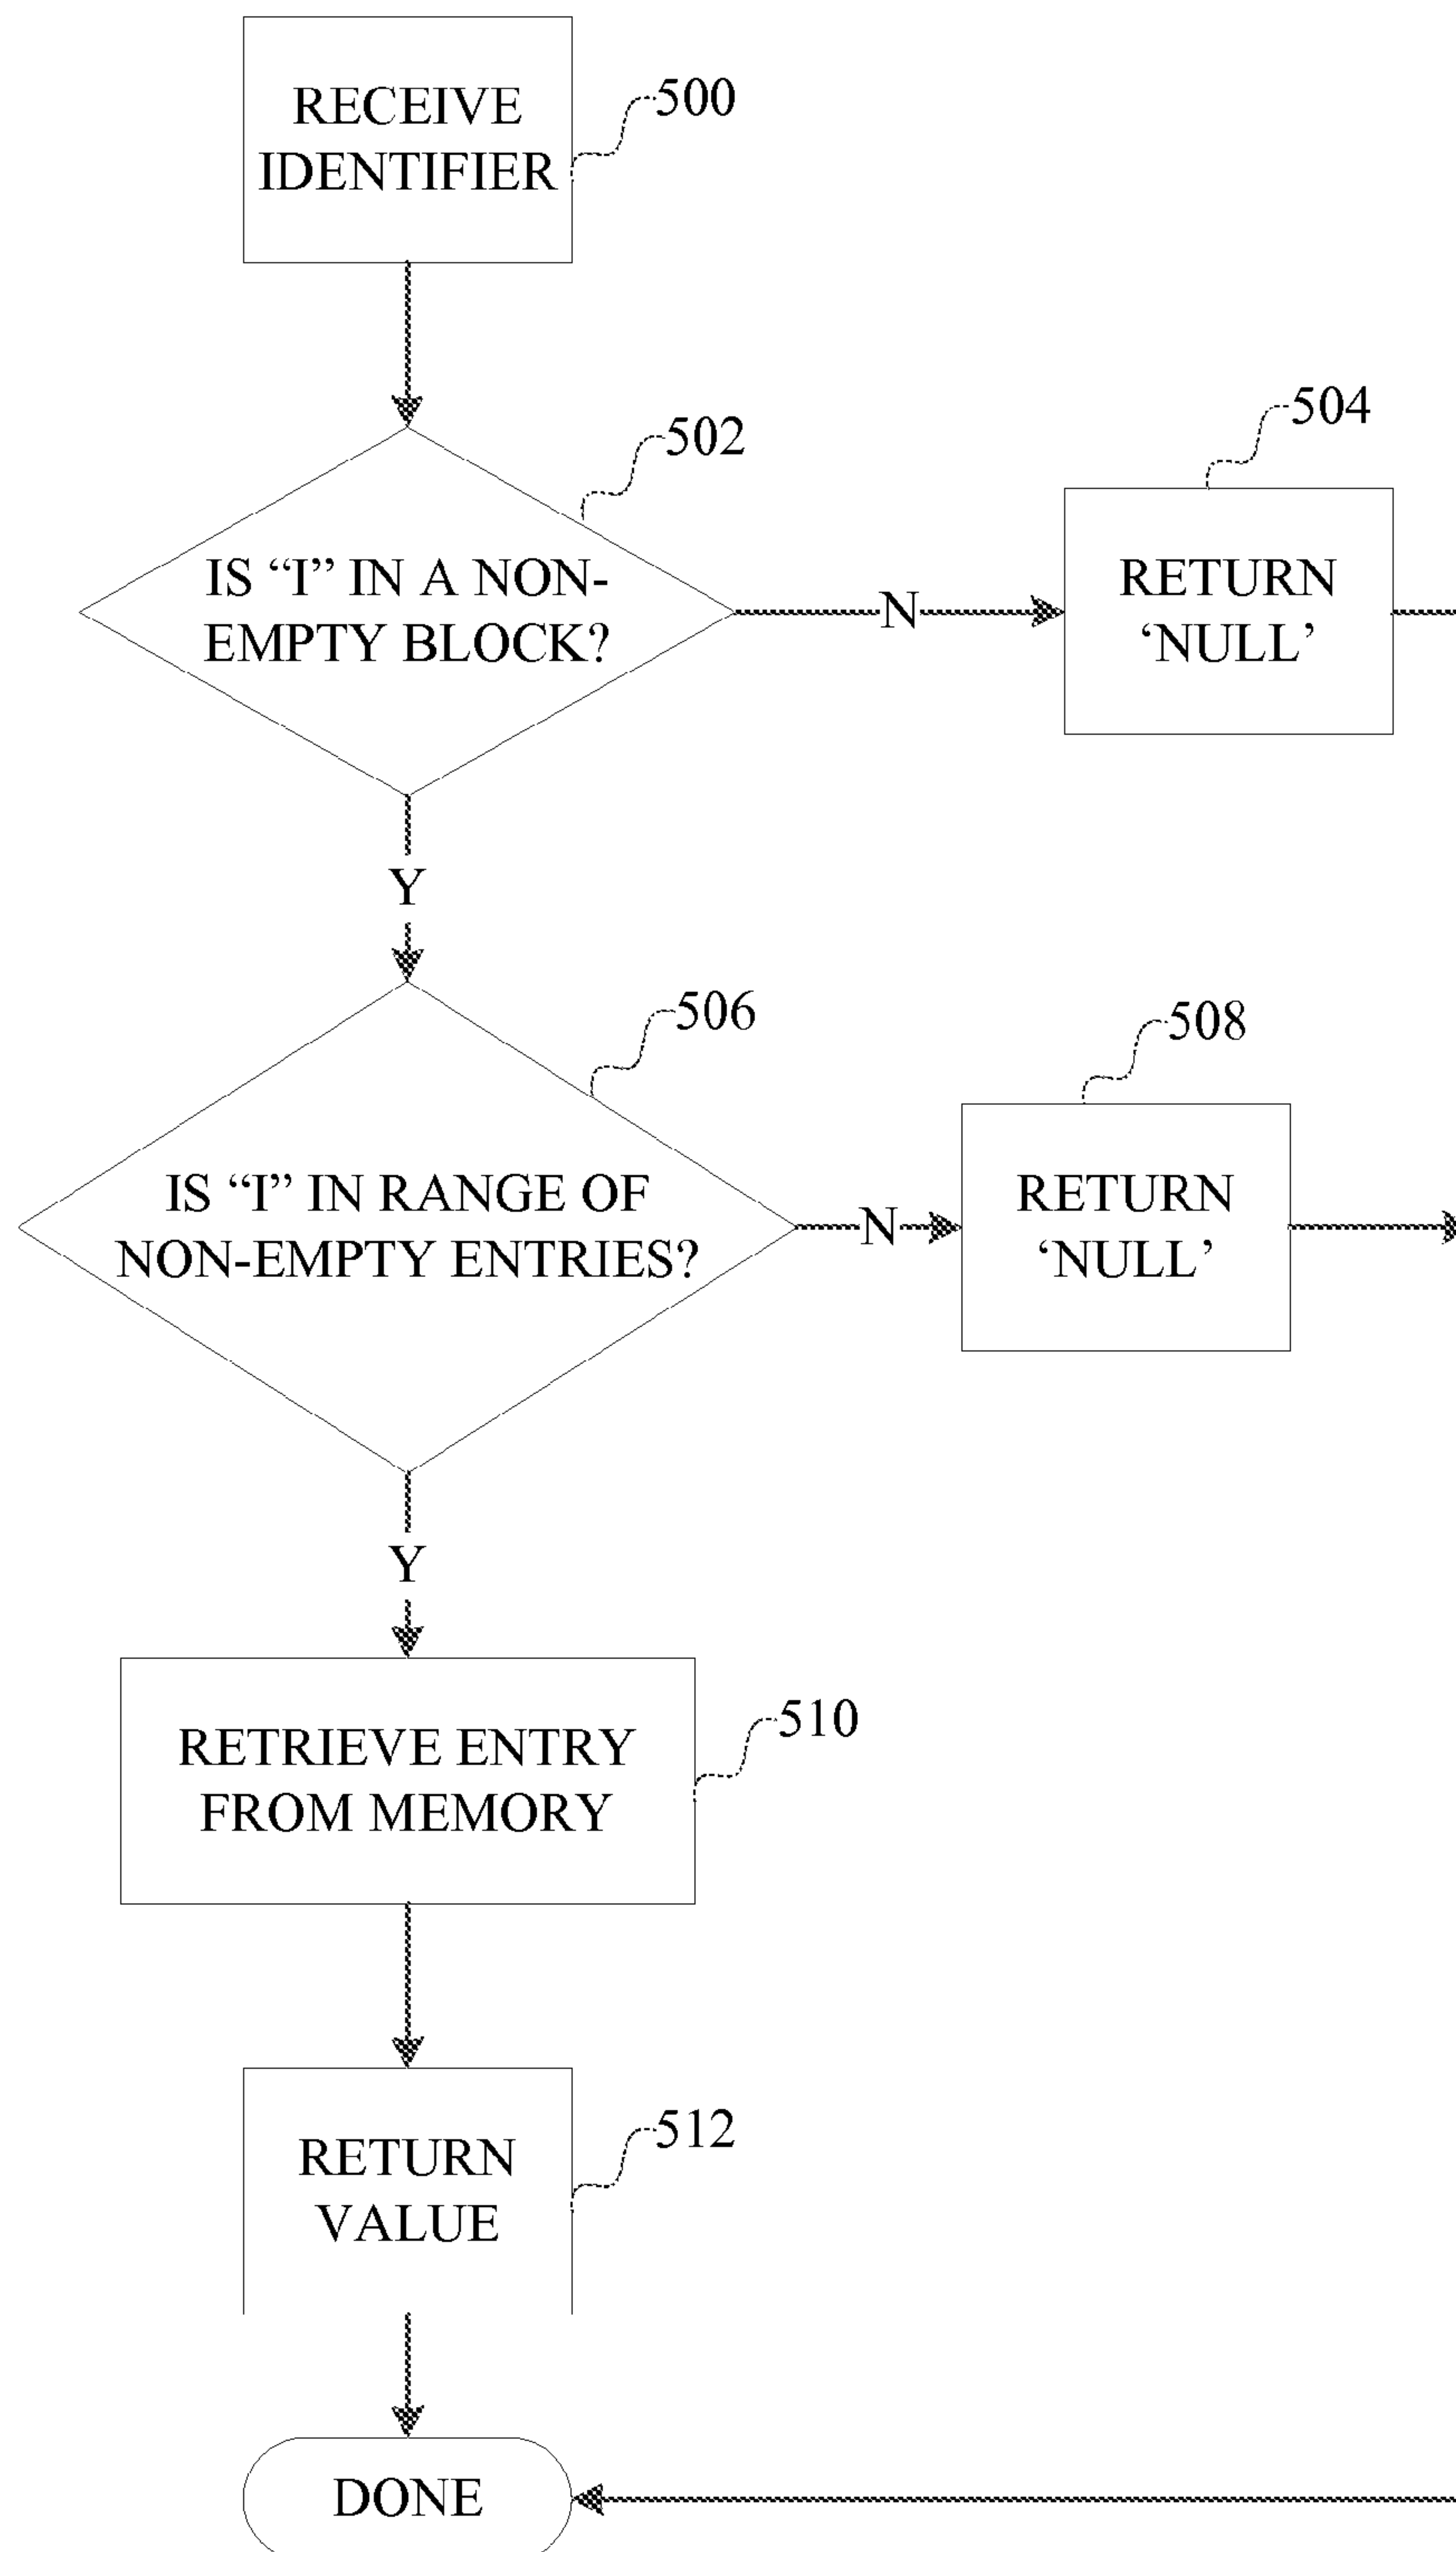 RECEIVE
IDENTIFIER
500
502
504
IS “I” IN A NON-
EMPTY BLOCK?
N
RETURN
‘NULL’
Y
506
508
IS “I” IN RANGE OF
NON-EMPTY ENTRIES?
N
RETURN
‘NULL’
Y
510
RETRIEVE ENTRY
FROM MEMORY
512
RETURN
VALUE
DONE